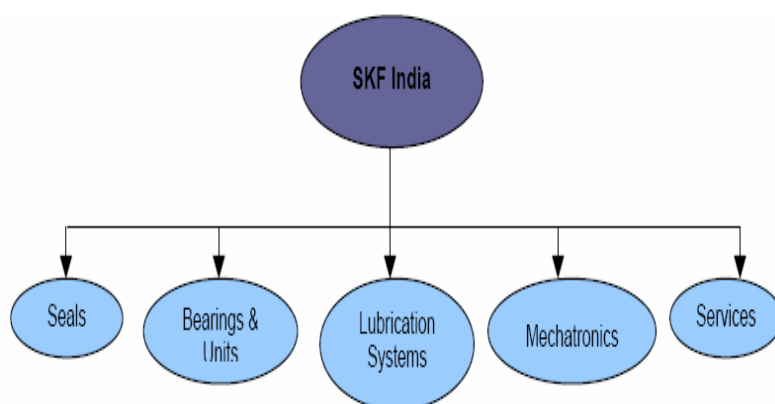 SKF India
Seals
Bearings &
Units
Lubrication
Systems
Mechatronics
Services